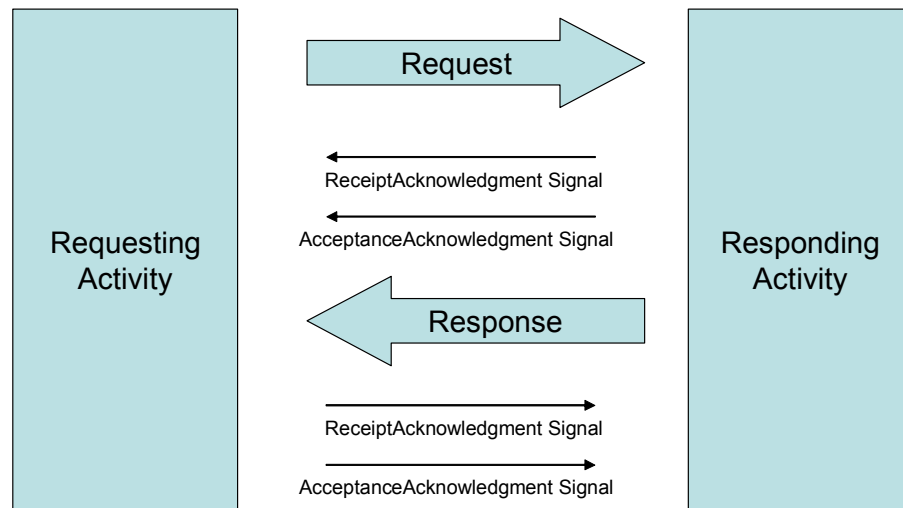 Request
ReceiptAcknowledgment Signal
AcceptanceAcknowledgment Signal
Requesting
Activity
Responding
Activity
Response
ReceiptAcknowledgment Signal
AcceptanceAcknowledgment Signal